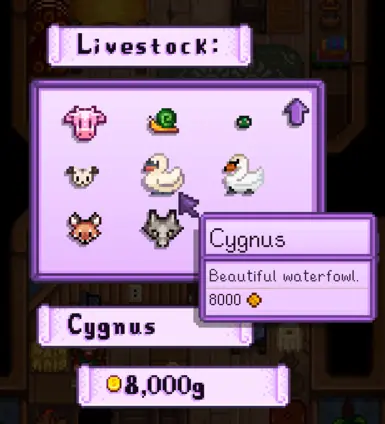 Livestock:
Cygnus
Beautiful waterfowl.
8000
Cygnus
8,000g